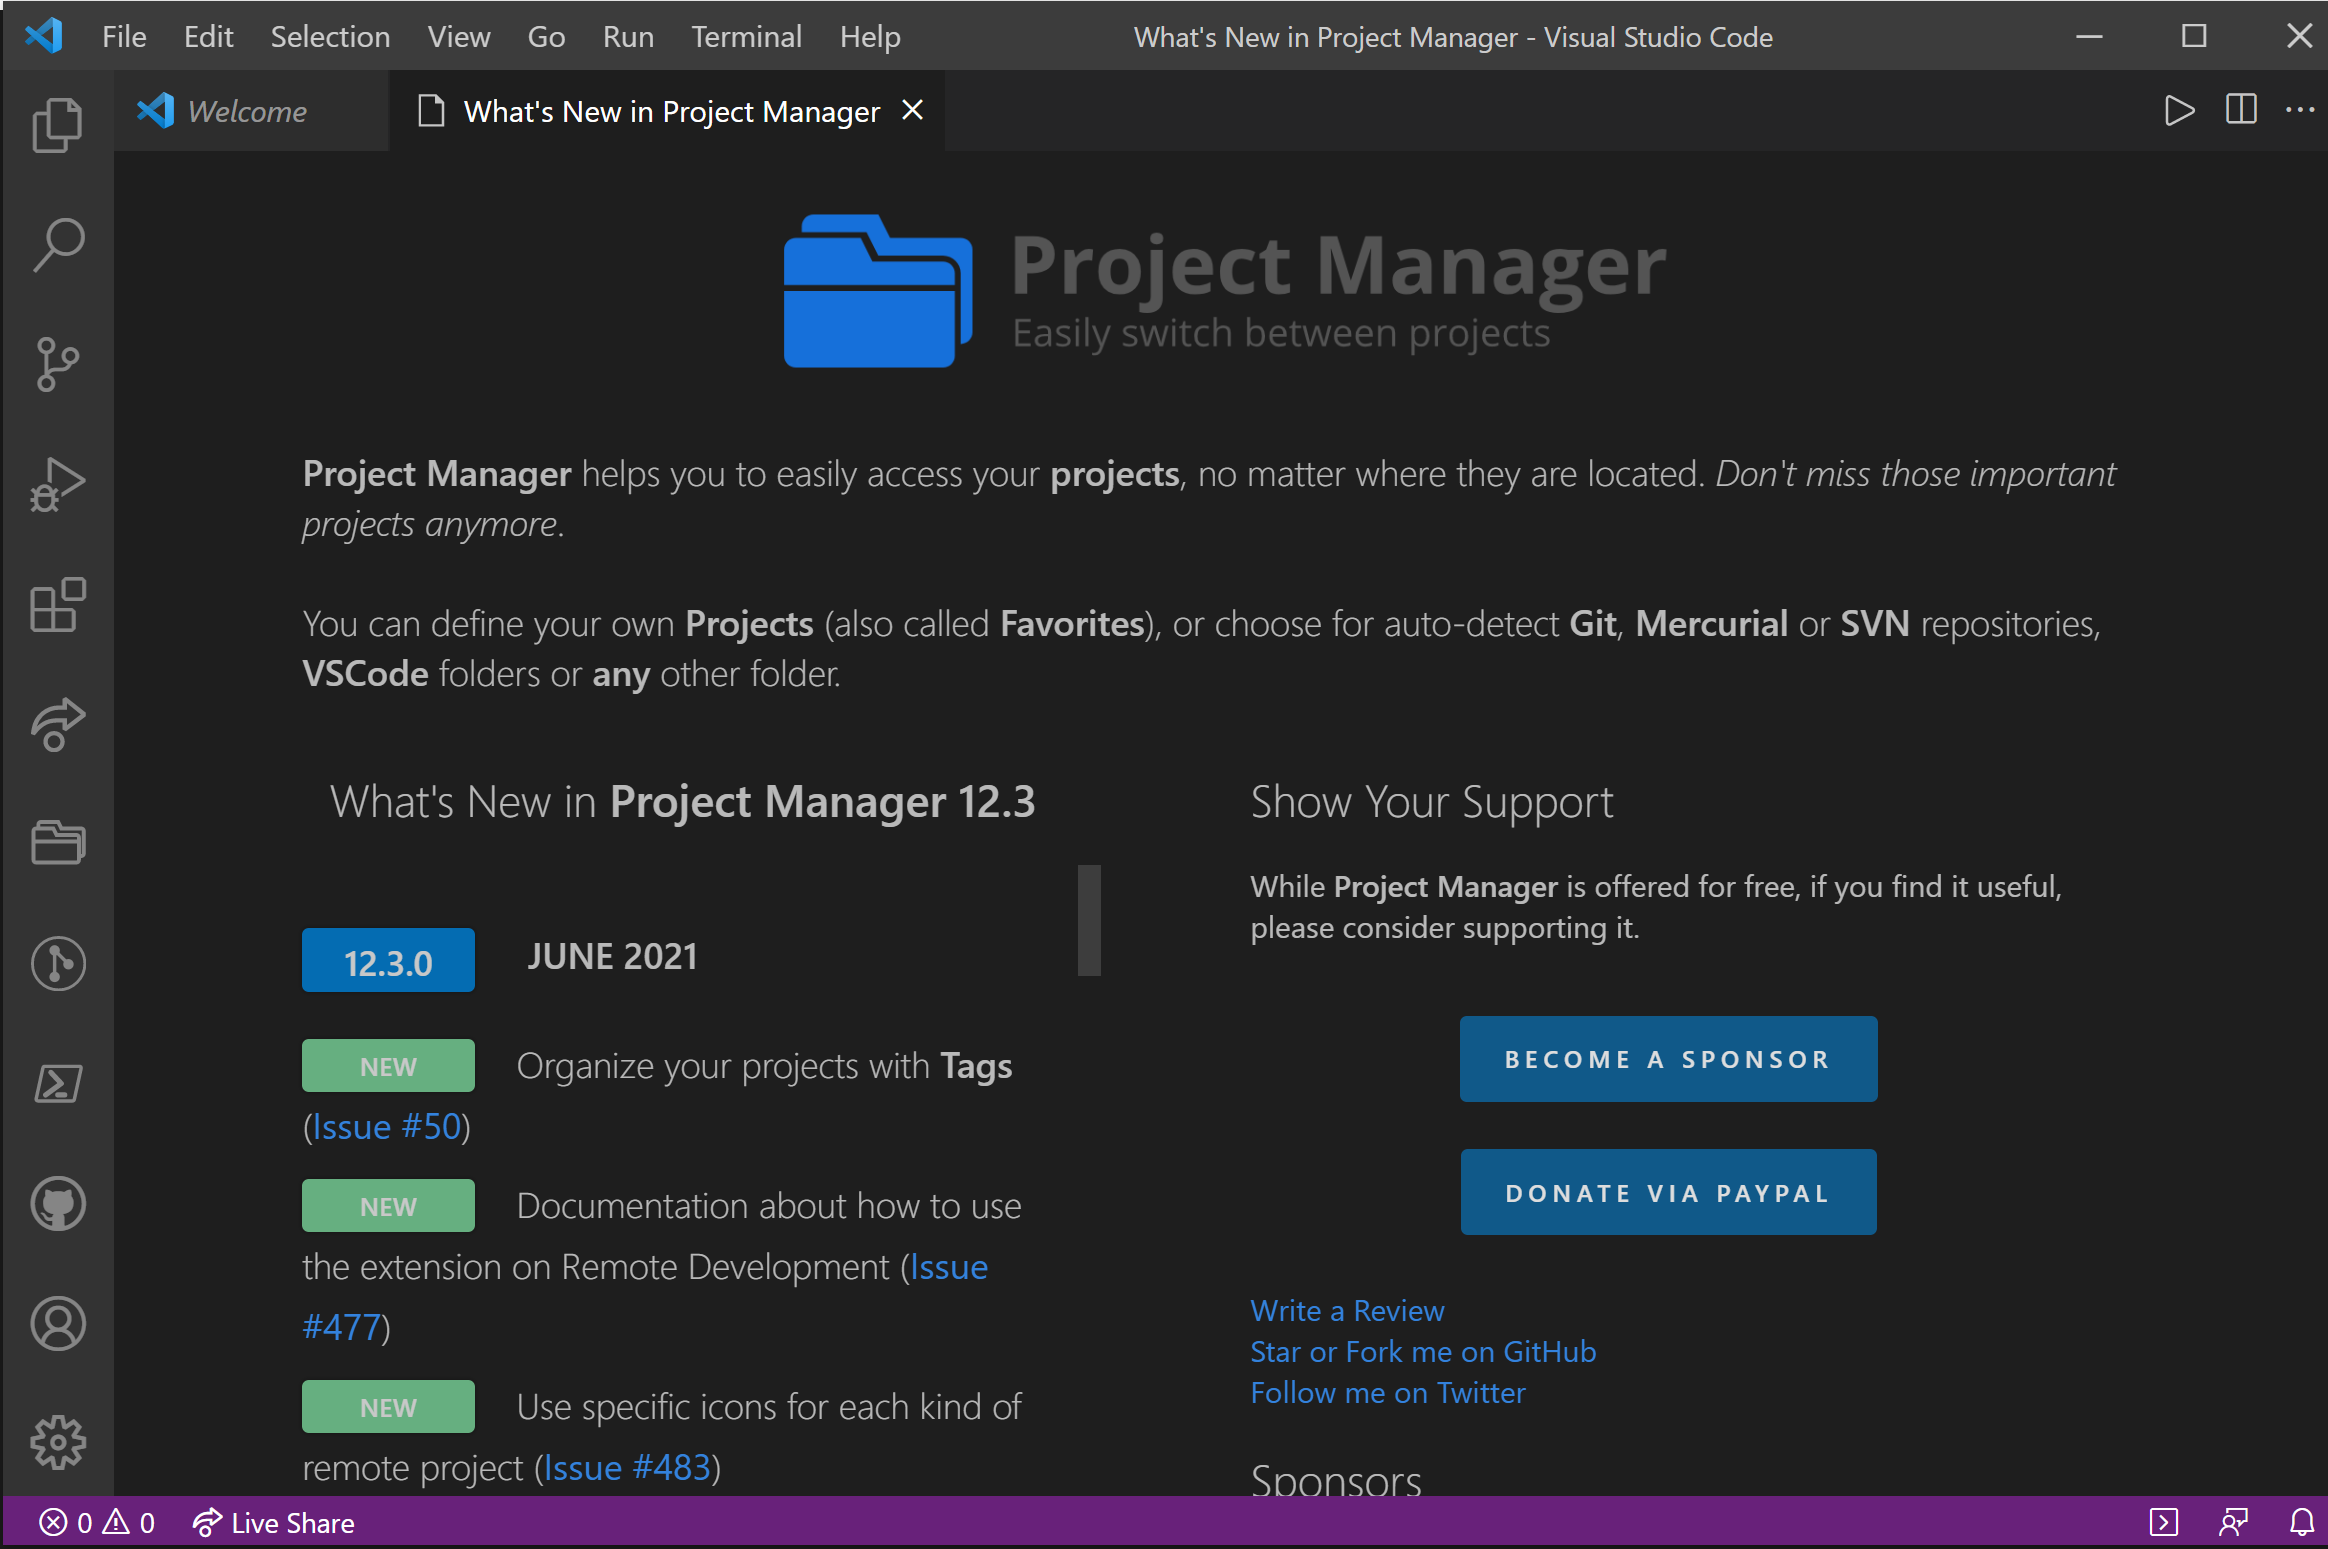 File Edit Selection View Go Run Terminal Help What's New in Project Manager - Visual Studio Code
Welcome What's New in Project Manager
Project Manager
Easily switch between projects
Project Manager helps you to easily access your projects, no matter where they are located. Don't miss those important
projects anymore.
You can define your own Projects (also called Favorites), or choose for auto-detect Git, Mercurial or SVN repositories,
VSCode folders or any other folder.
What's New in Project Manager 12.3
12.3.0 JUNE 2021
NEW Organize your projects with Tags
(Issue #50)
NEW Documentation about how to use
the extension on Remote Development (Issue
#477)
NEW Use specific icons for each kind of
remote project (Issue #483)
Show Your Support
While Project Manager is offered for free, if you find it useful,
please consider supporting it.
BECOME A SPONSOR
DONATE VIA PAYPAL
Write a Review
Star or Fork me on GitHub
Follow me on Twitter
Sponsors
0 0 Live Share